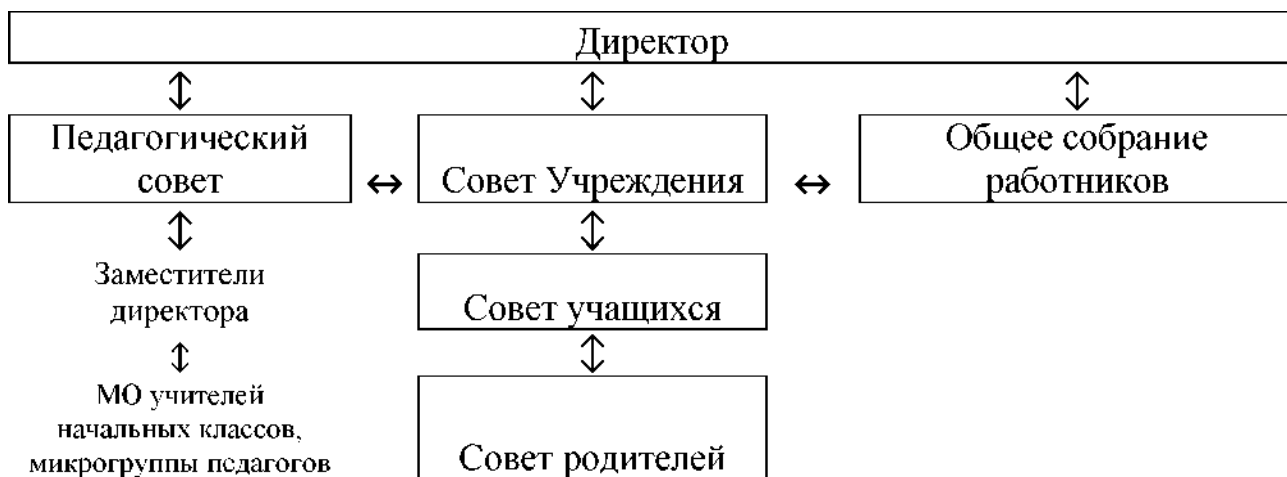 Директор
Педагогический
совет
Совет Учреждения
Общее собрание
работников
Заместители
директора
Совет учащихся
МО учителей
начальных классов,
микрогруппы педагогов
Совет родителей